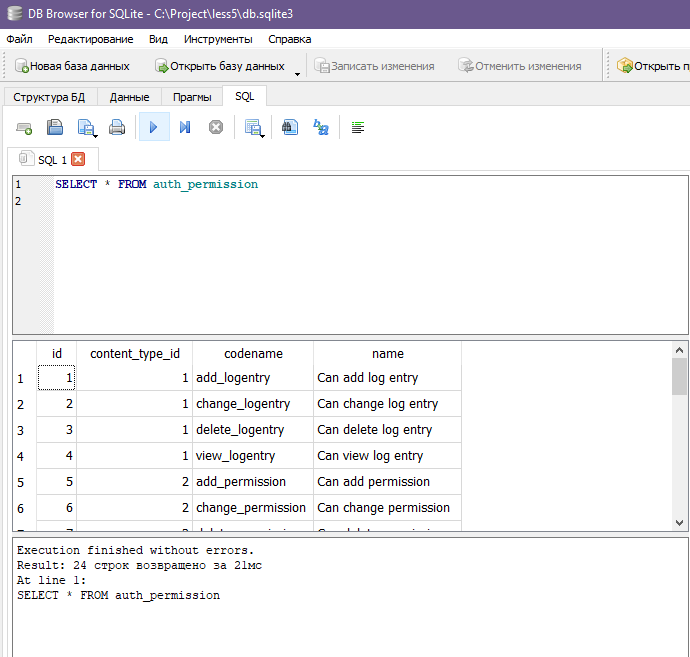 DB Browser for SQLite - C:\Project\less5\db.sqlite3
Файл Редактирование Вид Инструменты Справка
Новая база данных Открыть базу данных Записать изменения Отменить изменения Открыть п
Структура БД Данные Прагмы SQL
SQL 1
1 SELECT * FROM auth_permission
2
id content_type_id codename name
1 1 1 add_logentry Can add log entry
2 2 1 change_logentry Can change log entry
3 3 1 delete_logentry Can delete log entry
4 4 1 view_logentry Can view log entry
5 5 2 add_permission Can add permission
6 6 2 change_permission Can change permission
Execution finished without errors.
Result: 24 строк возвращено за 21мс
At line 1:
SELECT * FROM auth_permission